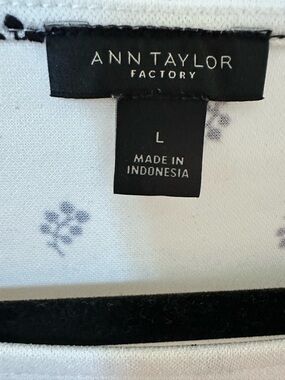 ANN TAYLOR
FACTORY
L
MADE IN
INDONESIA